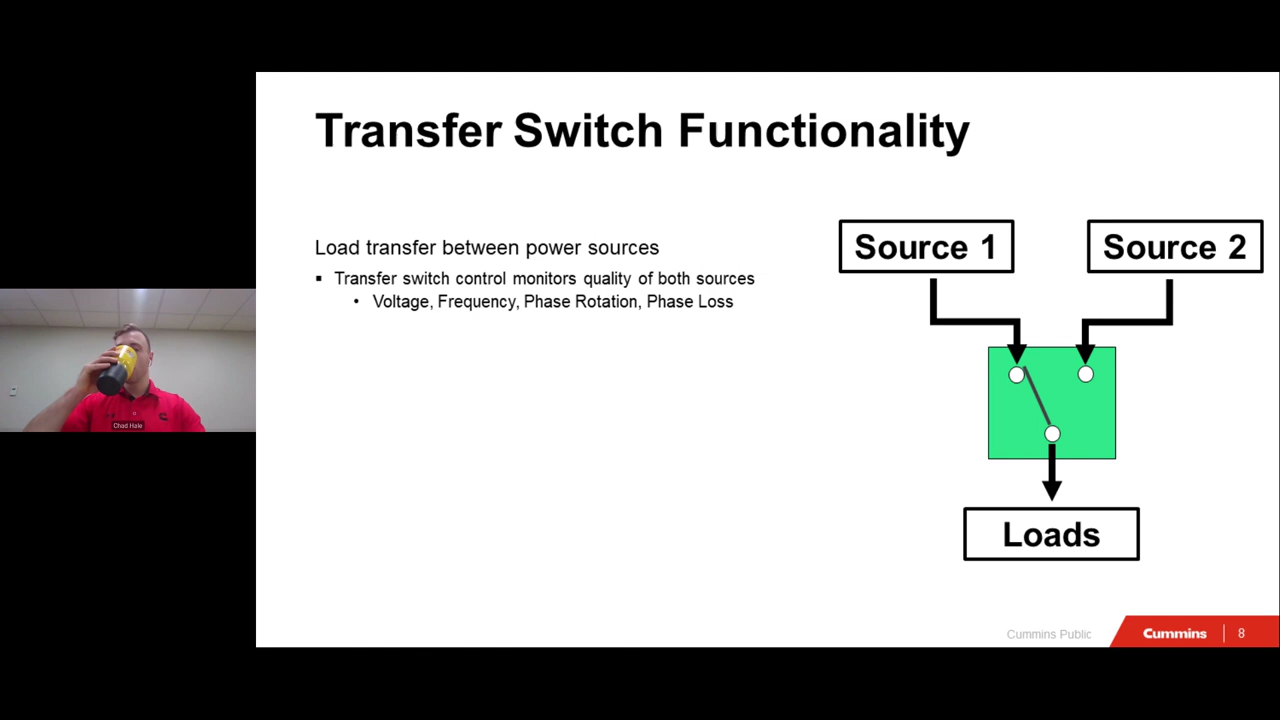 Transfer Switch Functionality
Load transfer between power sources
▪ Transfer switch control monitors quality of both sources
• Voltage, Frequency, Phase Rotation, Phase Loss
Source 1
Source 2
Loads
Chad Hale
Cummins Public
Cummins
8